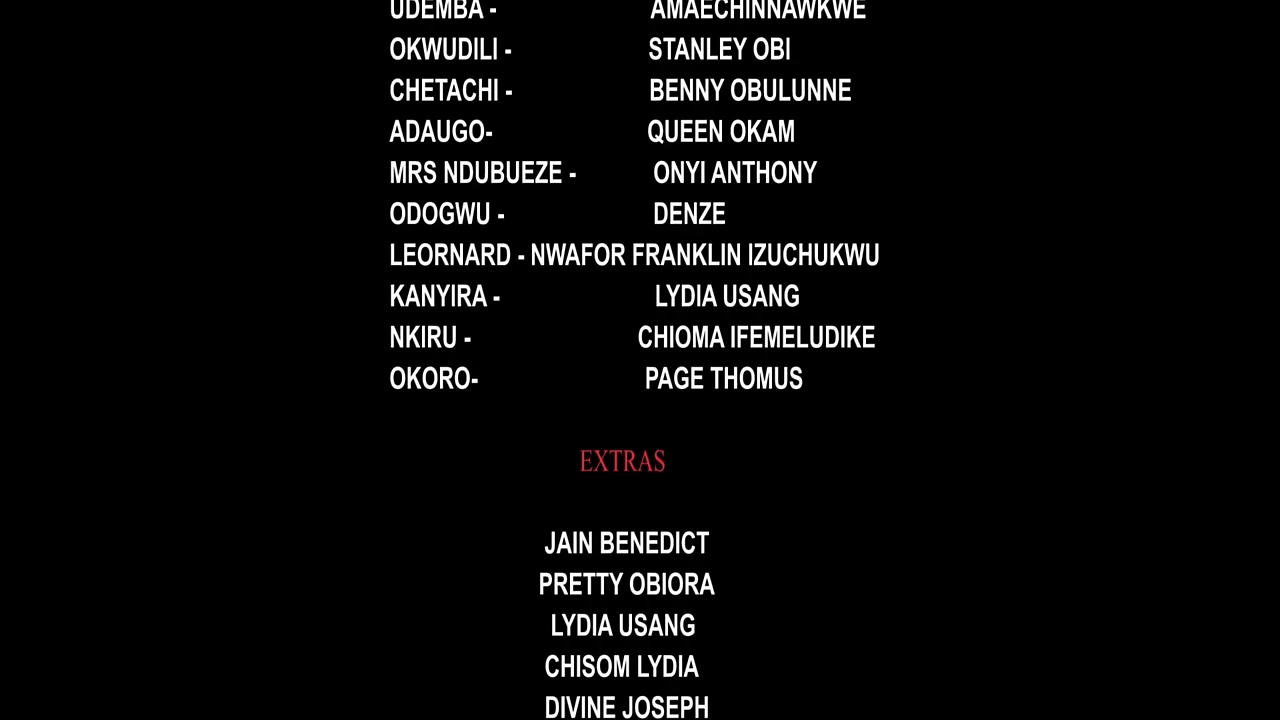 UDEMBA - AMAECHINNAWKWE
OKWUDILI - STANLEY OBI
CHETACHI - BENNY OBULUNNE
ADAUGO- QUEEN OKAM
MRS NDUBUEZE - ONYI ANTHONY
ODOGWU - DENZE
LEORNARD - NWAFOR FRANKLIN IZUCHUKWU
KANYIRA - LYDIA USANG
NKIRU - CHIOMA IFEMELUDIKE
OKORO- PAGE THOMUS
EXTRAS
JAIN BENEDICT
PRETTY OBIORA
LYDIA USANG
CHISOM LYDIA
DIVINE JOSEPH